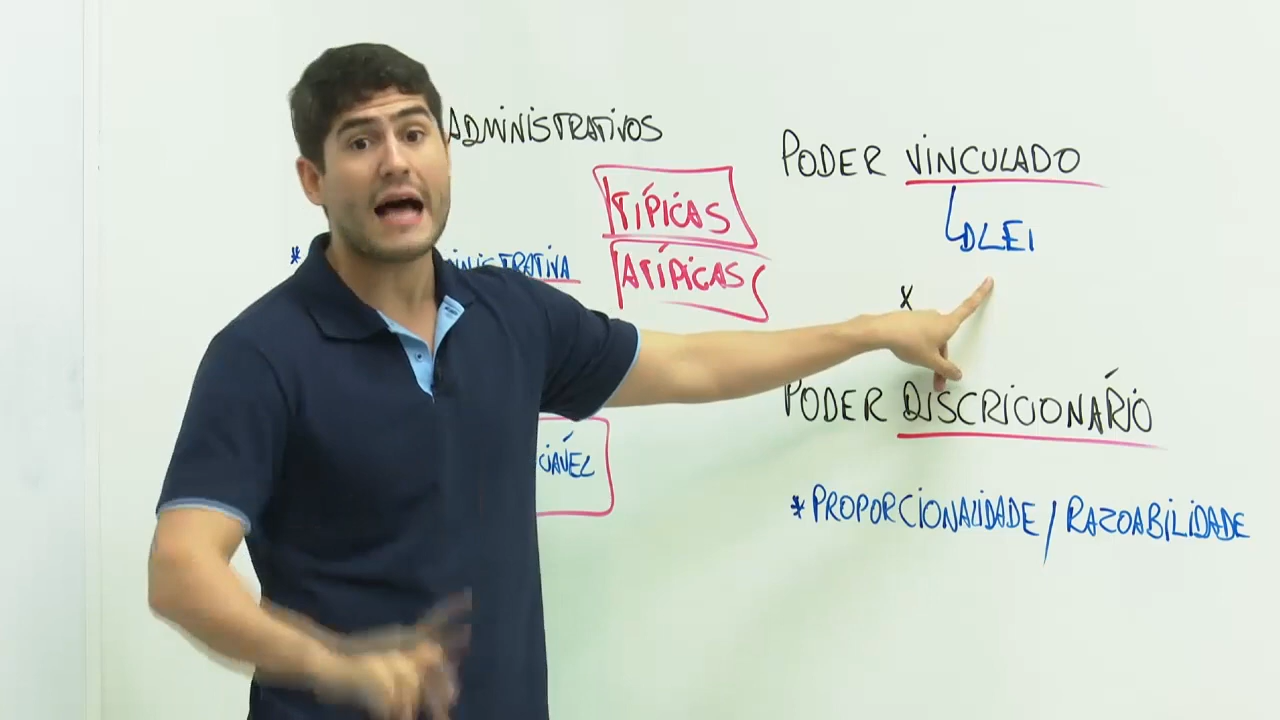 ADMINISTRATIVOS
TÍPICAS
ATÍPICAS
*
PODER VINCULADO
LEI
X
PODER DISCRICIONÁRIO
* PROPORCIONALIDADE / RAZOABILIDADE